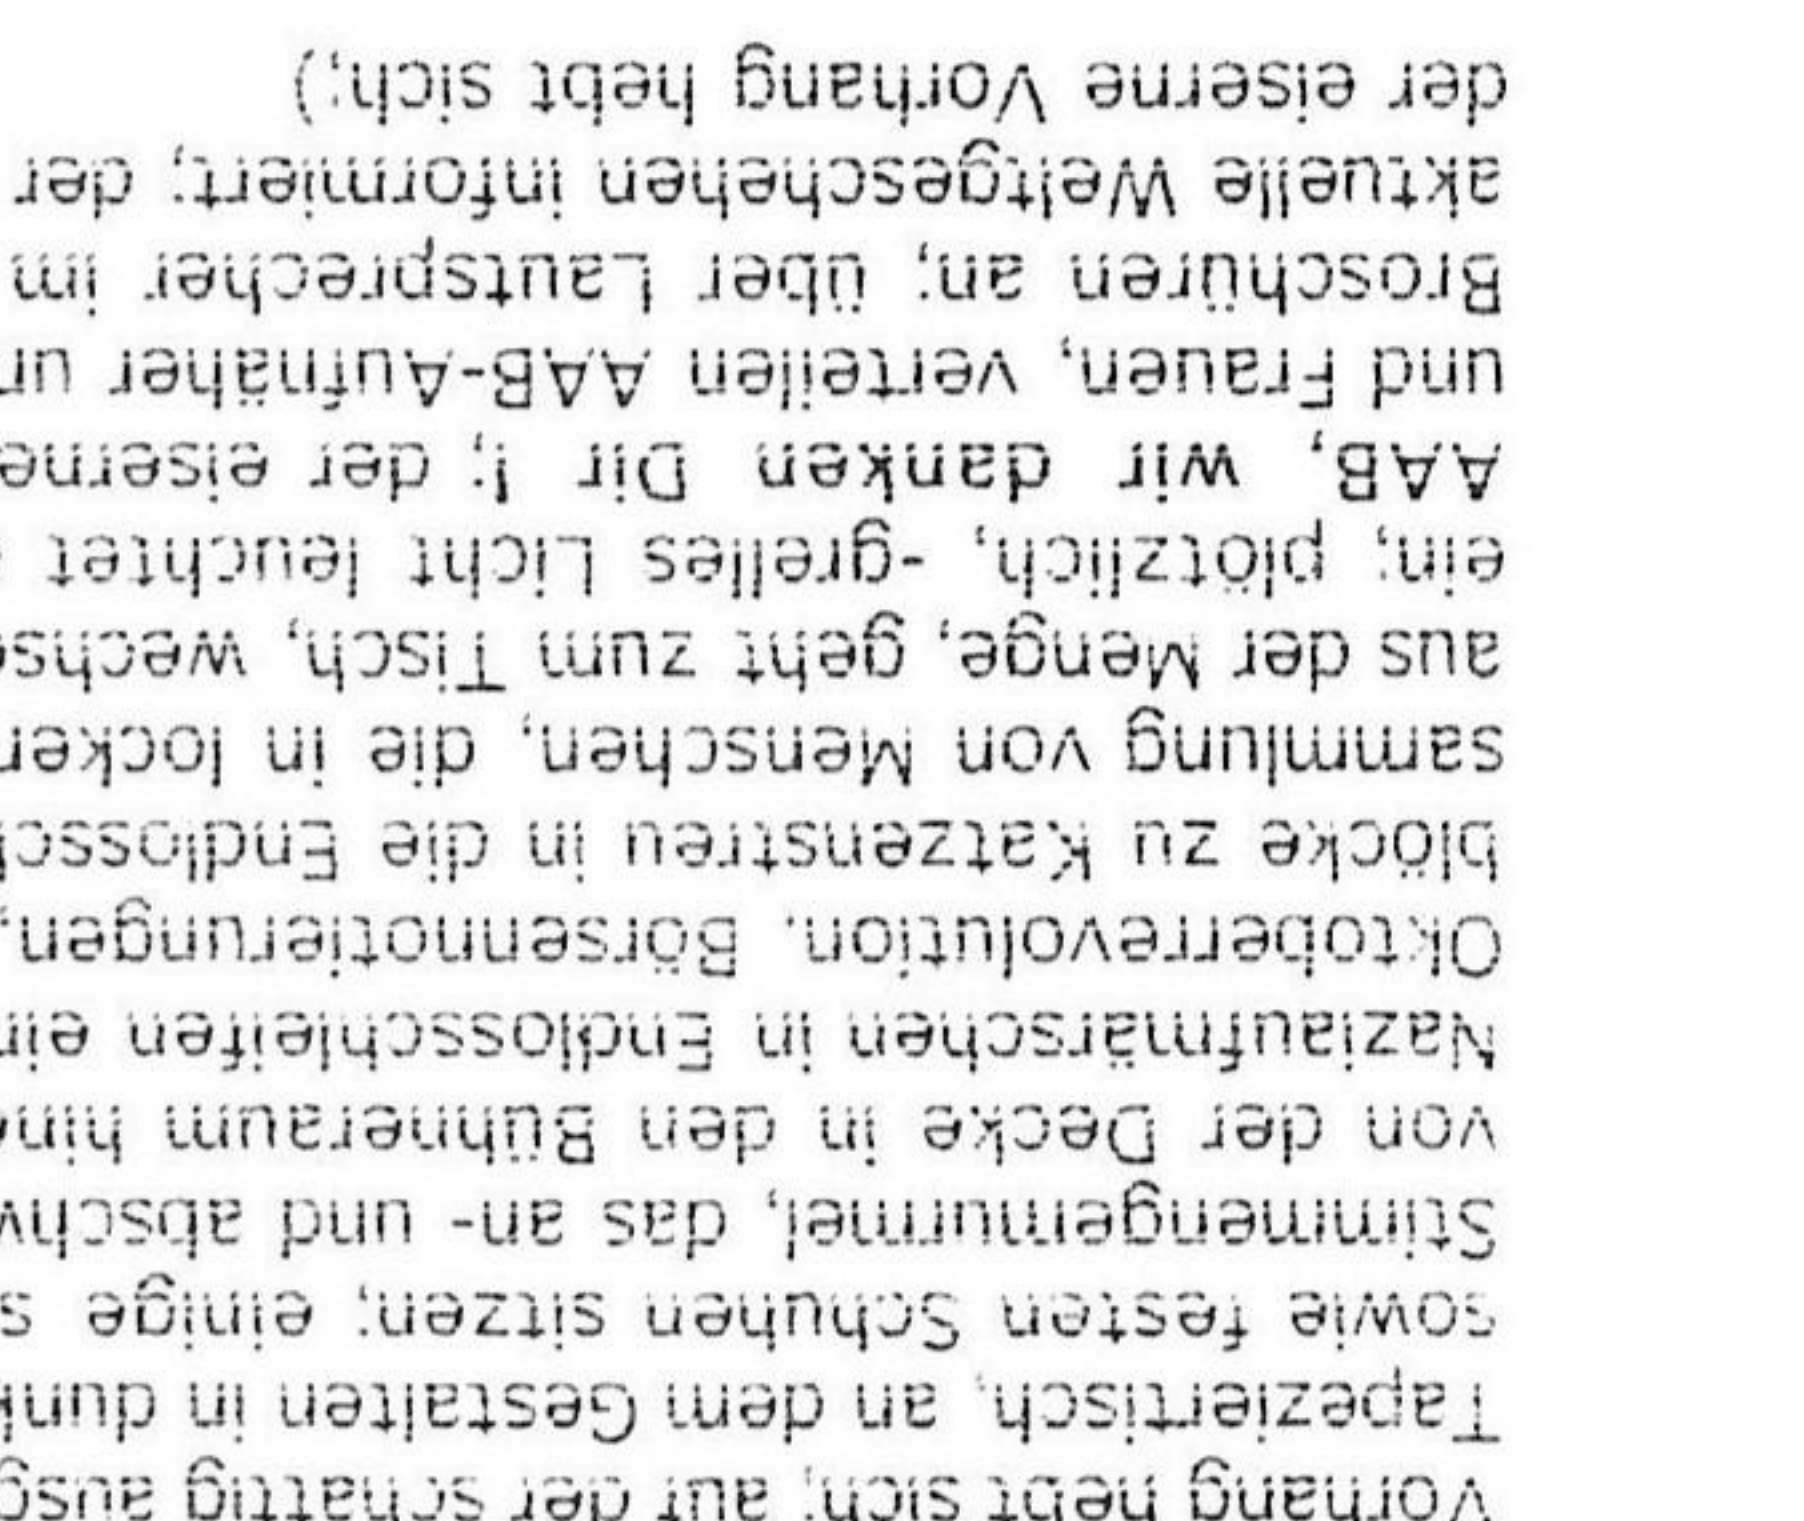 Vorhang hebt sich; auf der schattig
Tapeziertisch, an dem Gestalten in
sowie festen Schuhen sitzen; einige
Stimmengemurmel, das an- und
von der Decke in den Bühneraum
Naziaufmärschen in Endlosschleifen
Oktoberrevolution, Börsennotierungen,
blöcke zu Katzenstreu in die
sammlung von Menschen, die in
aus der Menge, geht zum Tisch,
ein; plötzlich, -grelles Licht leuchtet
AAB, wir danken Dir !; der eiserne
und Frauen, verteilen AAB-Aufnäher
Broschüren an; über Lautsprecher im
aktuelle Weltgeschehen informiert; der
der eiserne Vorhang hebt sich;)